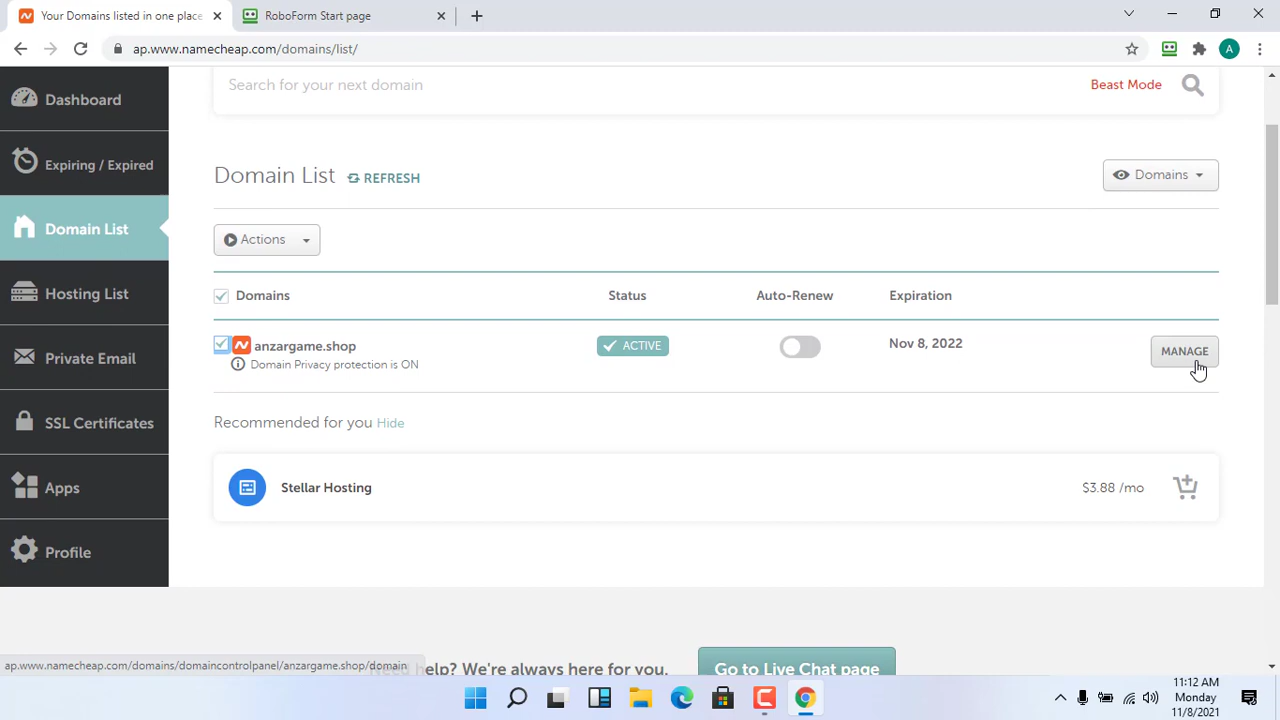 Your Domains listed in one place
RoboForm Start page
ap.www.namecheap.com/domains/list/
A
Dashboard
Expiring / Expired
Domain List
Hosting List
Private Email
SSL Certificates
Apps
Profile
Search for your next domain
Beast Mode
Domain List
REFRESH
Domains
Actions
Domains
Status
Auto-Renew
Expiration
anzargame.shop
ACTIVE
Nov 8, 2022
MANAGE
Domain Privacy protection is ON
Recommended for you Hide
Stellar Hosting
$3.88 /mo
help? We're always here for you.
Go to Live Chat page
ap.www.namecheap.com/domains/domaincontrolpanel/anzargame.shop/domain
11:12 AM
Monday
11/8/2021